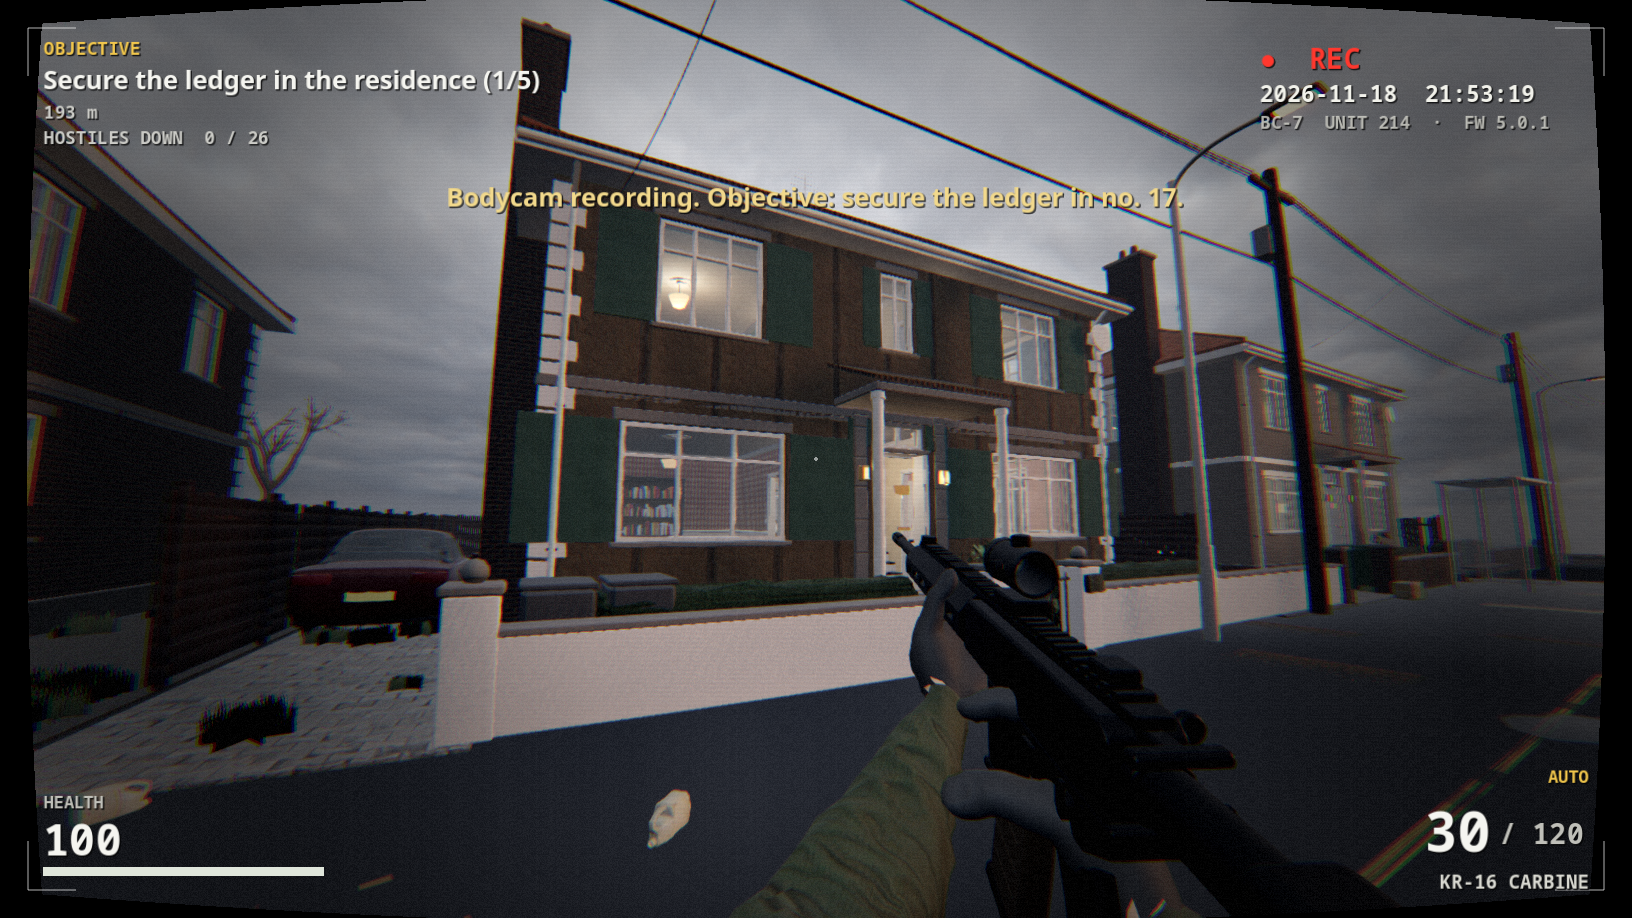 OBJECTIVE
Secure the ledger in the residence (1/5)
193 m
HOSTILES DOWN 0 / 26
● REC
2026-11-18 21:53:19
BC-7 UNIT 214 · FW 5.0.1
Bodycam recording. Objective: secure the ledger in no. 17.
HEALTH
100
AUTO
30 / 120
KR-16 CARBINE